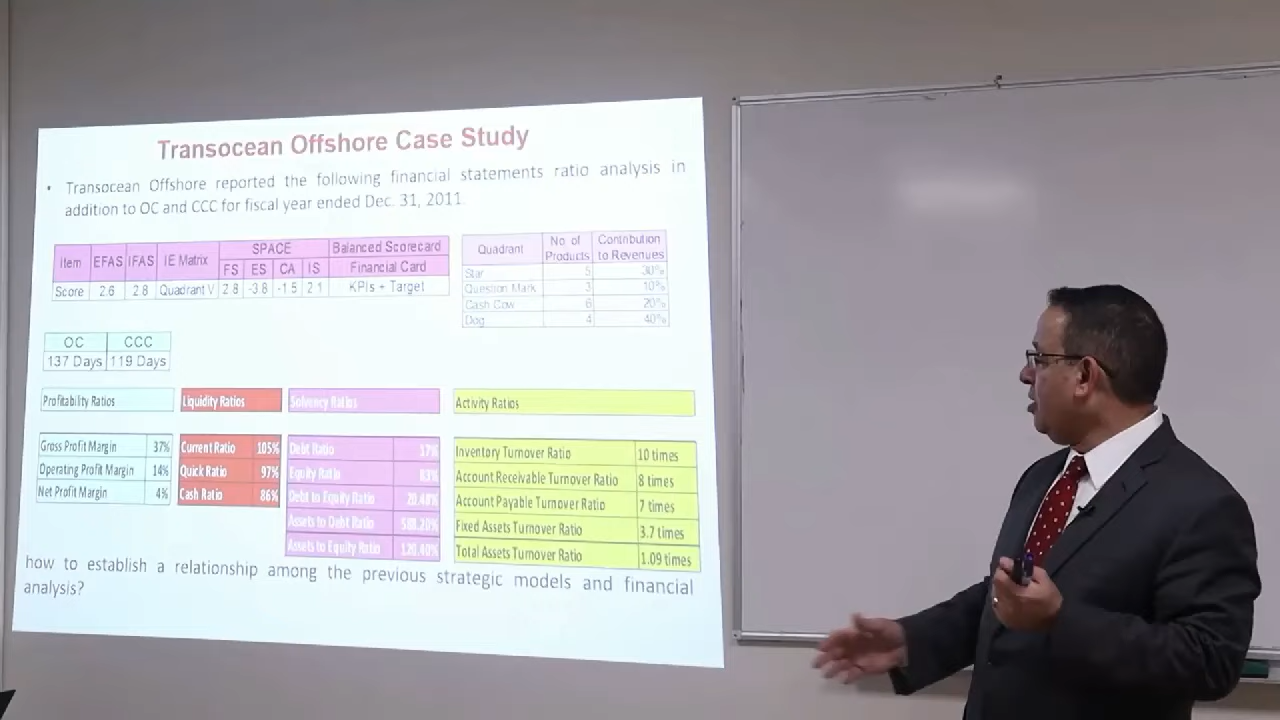 Transocean Offshore Case Study
• Transocean Offshore reported the following financial statements ratio analysis in
addition to OC and CCC for fiscal year ended Dec. 31, 2011.
Item EFAS IFAS IE Matrix SPACE Balanced Scorecard
FS ES CA IS Financial Card
Score 2.6 2.8 Quadrant V 2.8 -3.8 -1.5 2.1 KPIs + Target
Quadrant No of Products Contribution to Revenues
Star 5 30%
Question Mark 3 10%
Cash Cow 6 20%
Dog 4 40%
OC CCC
137 Days 119 Days
Profitability Ratios
Gross Profit Margin 37%
Operating Profit Margin 14%
Net Profit Margin 4%
Liquidity Ratios
Current Ratio 105%
Quick Ratio 97%
Cash Ratio 86%
Solvency Ratios
Debt Ratio 17%
Equity Ratio 83%
Debt to Equity Ratio 20.48%
Assets to Debt Ratio 588.20%
Assets to Equity Ratio 120.40%
Activity Ratios
Inventory Turnover Ratio 10 times
Account Receivable Turnover Ratio 8 times
Account Payable Turnover Ratio 7 times
Fixed Assets Turnover Ratio 3.7 times
Total Assets Turnover Ratio 1.09 times
how to establish a relationship among the previous strategic models and financial
analysis?